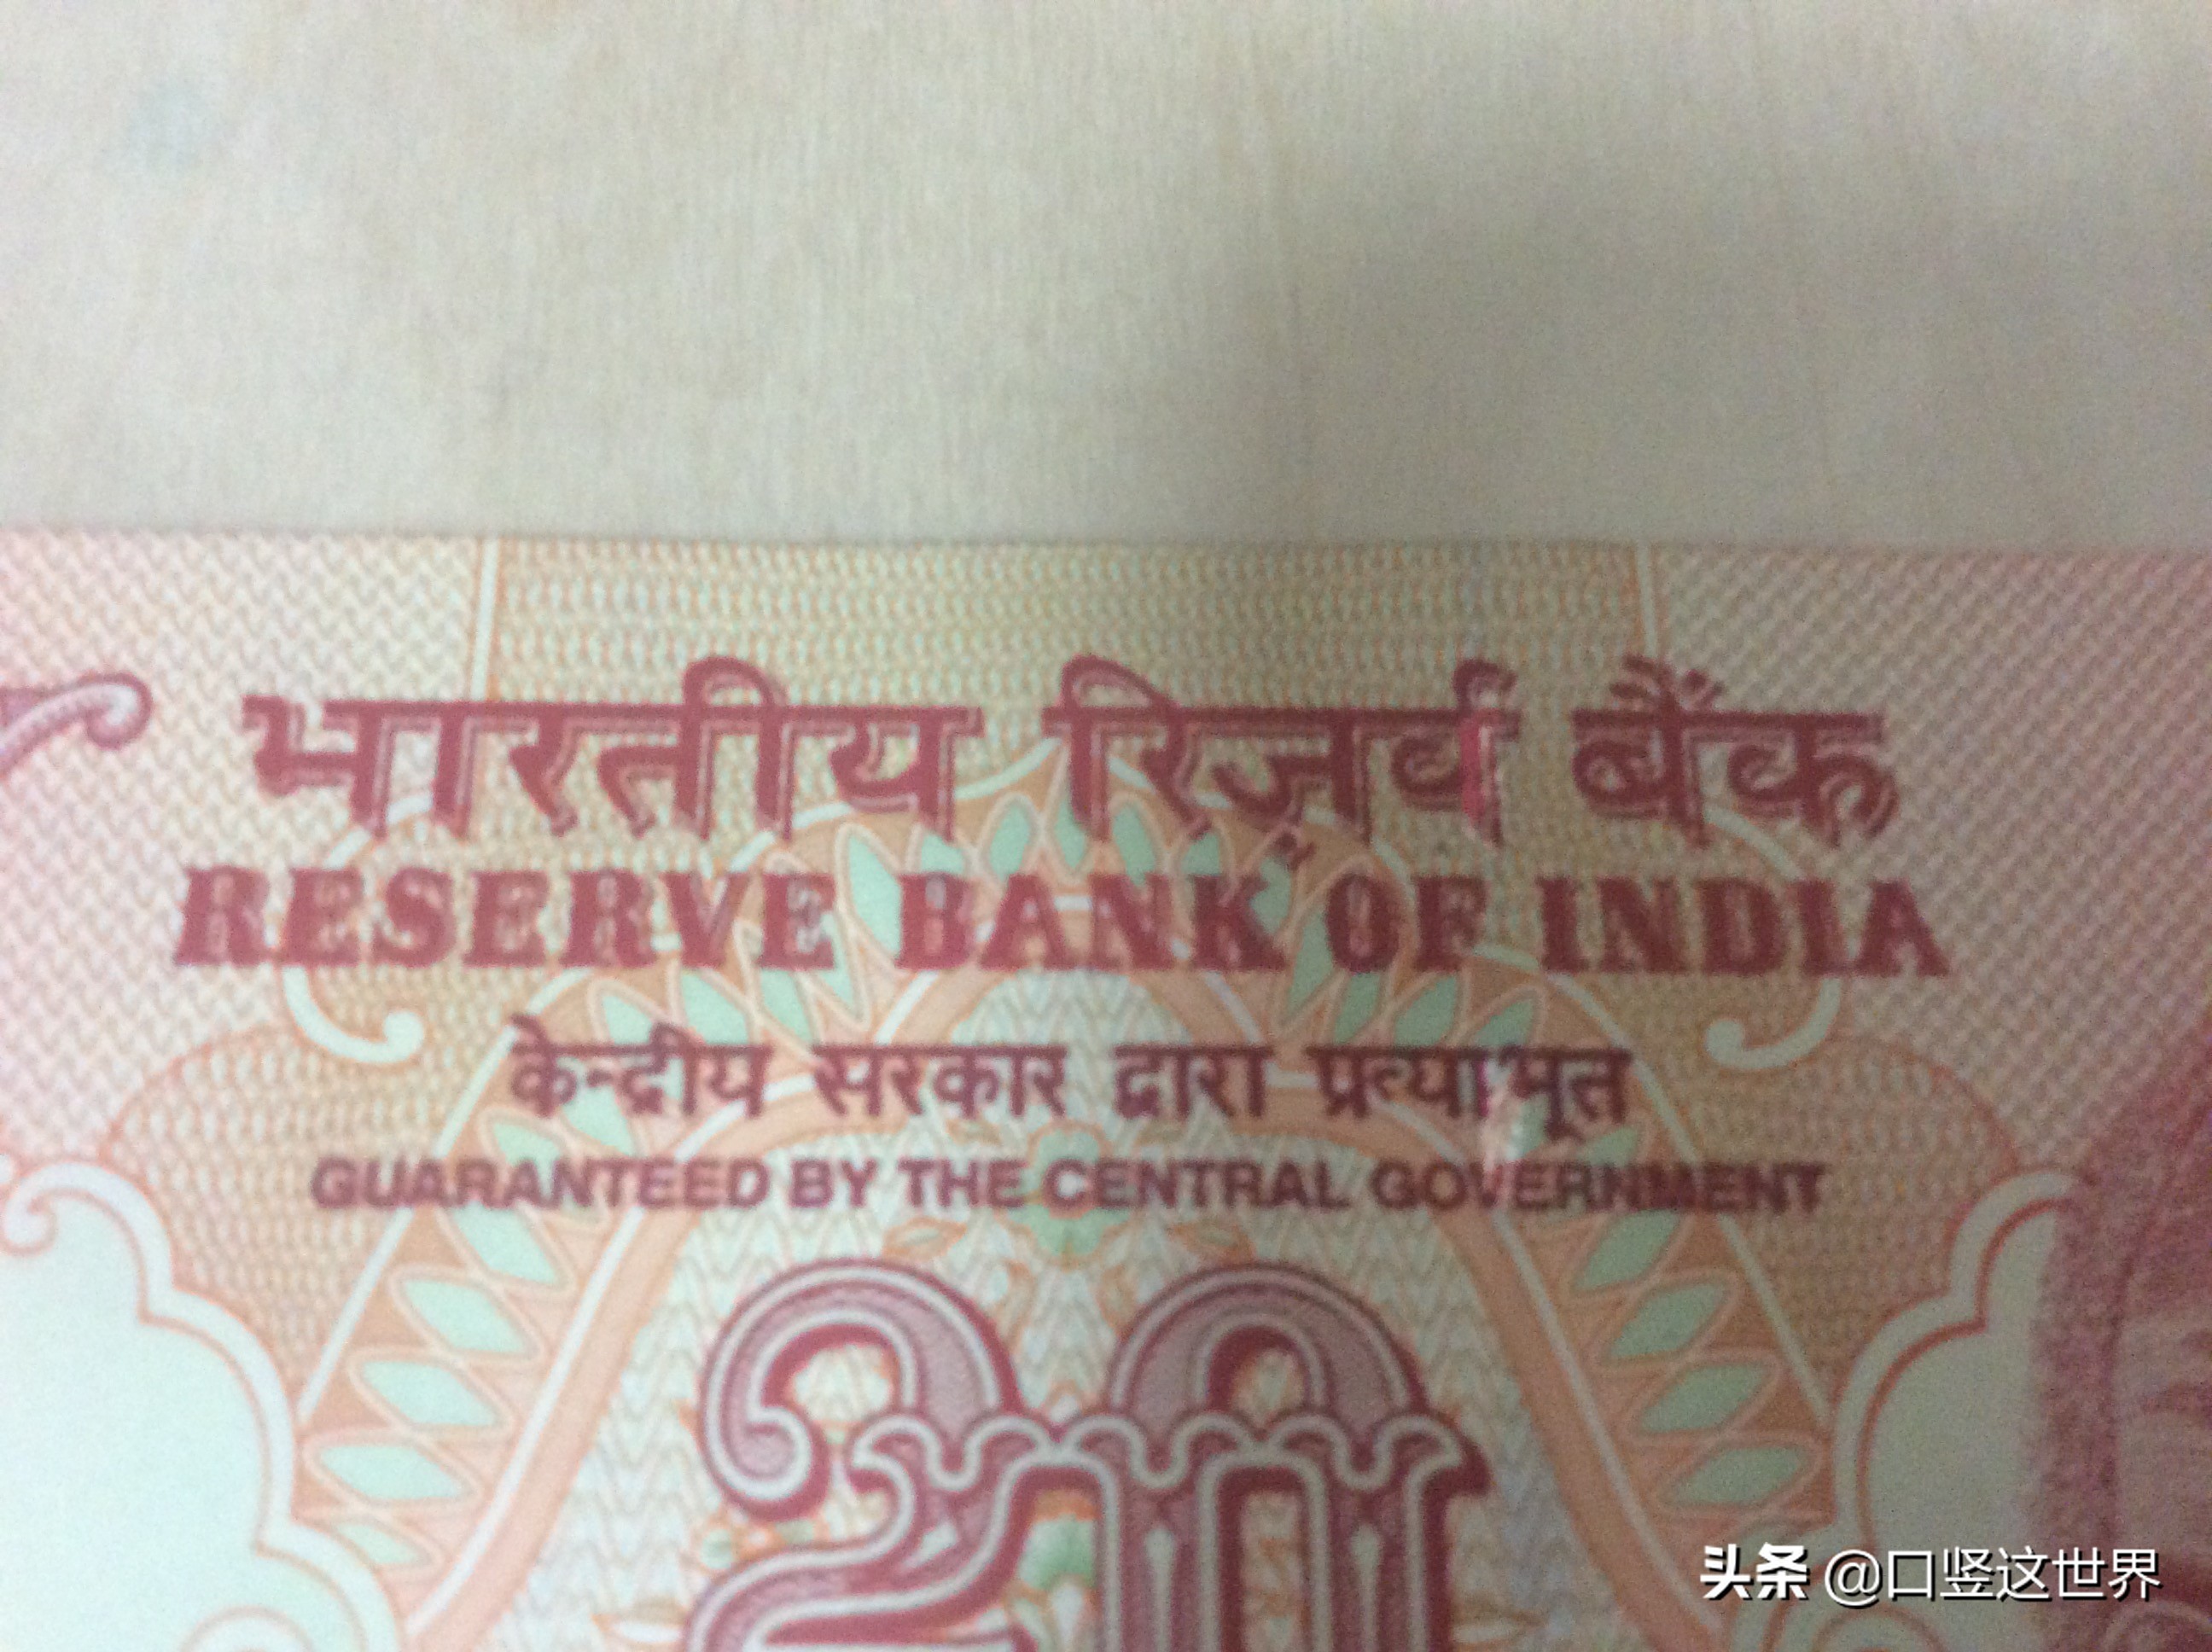 भारतीय रिज़र्व बैंक
RESERVE BANK OF INDIA
केन्द्रीय सरकार द्वारा प्रत्याभूत
GUARANTEED BY THE CENTRAL GOVERNMENT
头条 @口竖这世界